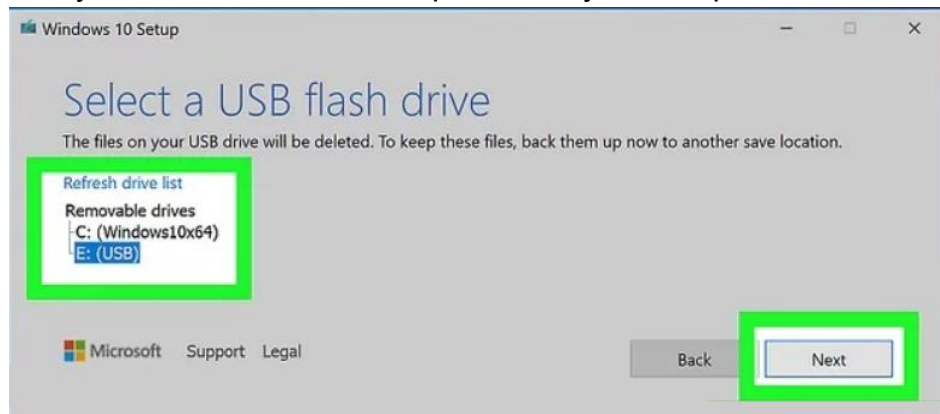 Windows 10 Setup
Select a USB flash drive
The files on your USB drive will be deleted. To keep these files, back them up now to another save location.
Refresh drive list
Removable drives
C: (Windows10x64)
E: (USB)
Microsoft Support Legal
Back Next